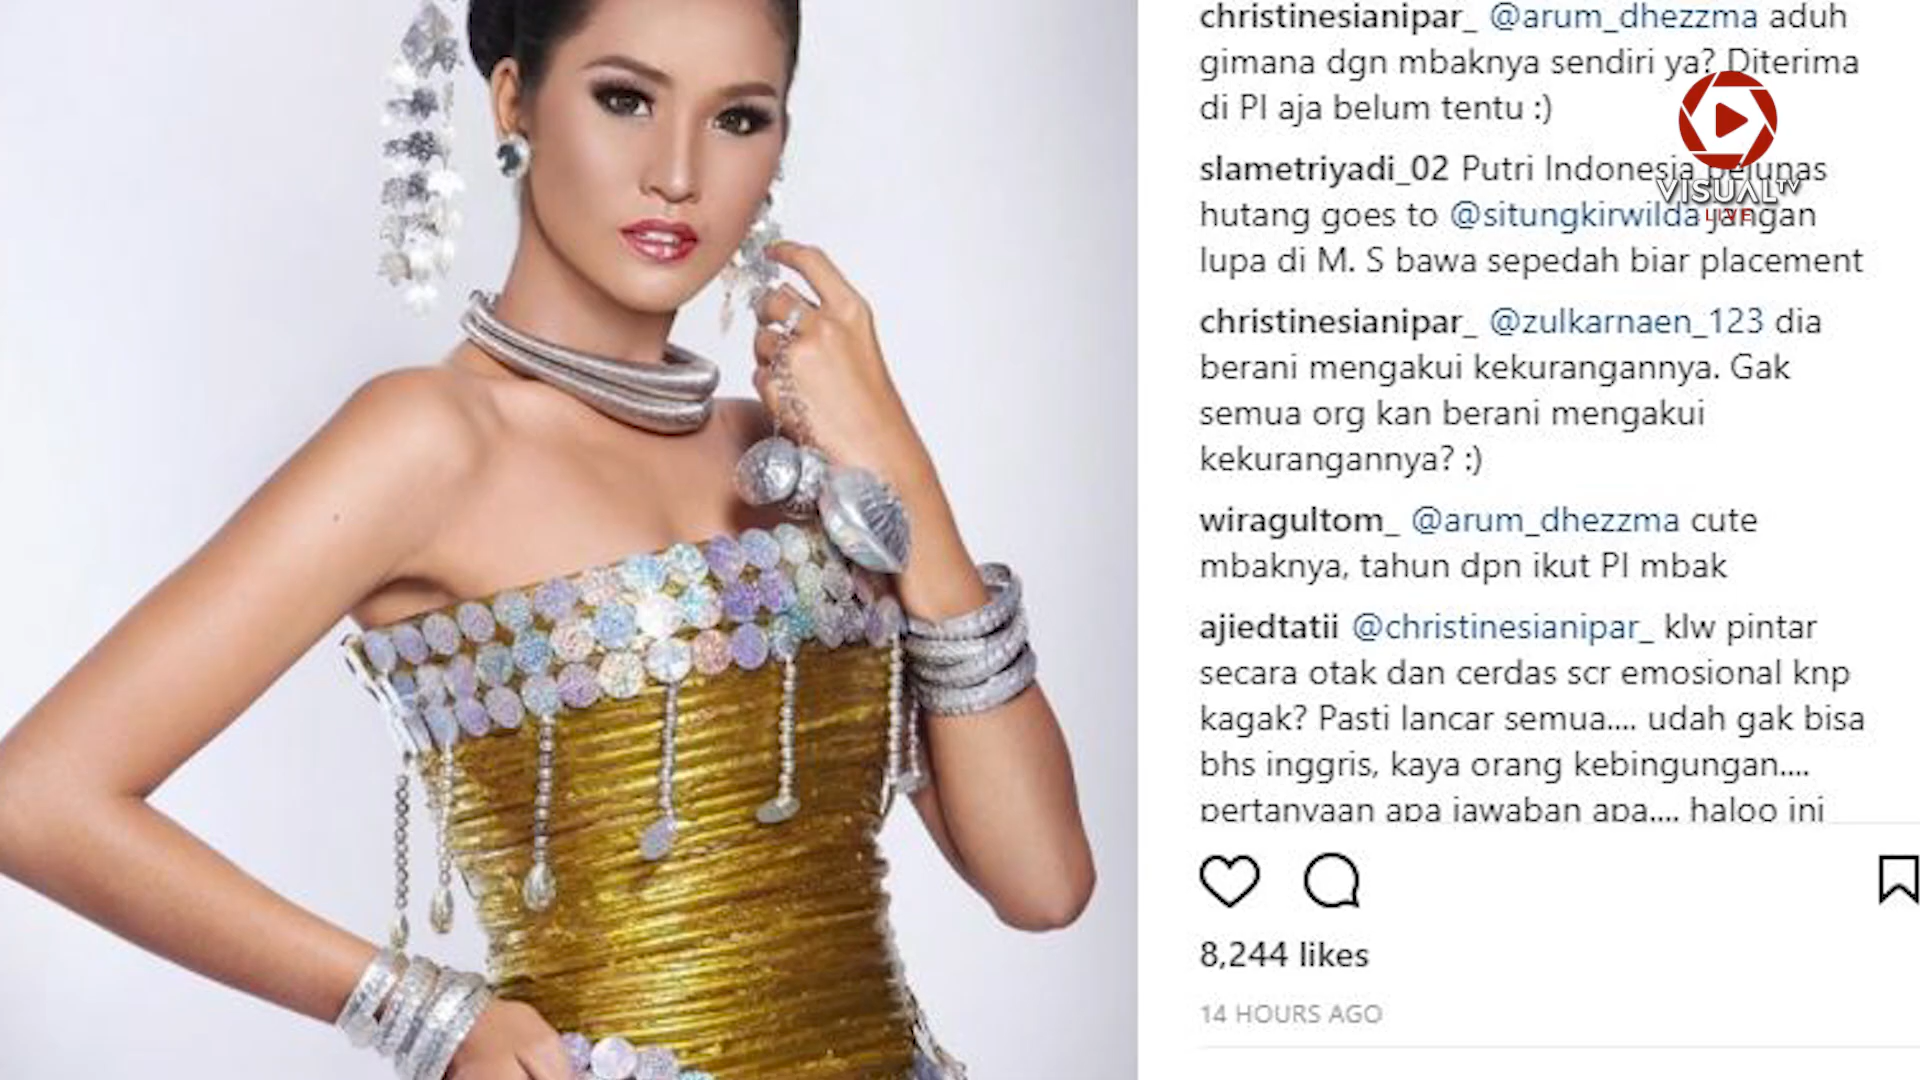 christinesianipar_ @arum_dhezzma aduh
gimana dgn mbaknya sendiri ya? Diterima
di PI aja belum tentu :)
slametriyadi_02 Putri Indonesia pelunas
hutang goes to @situngkirwilda jangan
lupa di M. S bawa sepedah biar placement
christinesianipar_ @zulkarnaen_123 dia
berani mengakui kekurangannya. Gak
semua org kan berani mengakui
kekurangannya? :)
wiragultom_ @arum_dhezzma cute
mbaknya, tahun dpn ikut PI mbak
ajiedtatii @christinesianipar_ klw pintar
secara otak dan cerdas scr emosional knp
kagak? Pasti lancar semua.... udah gak bisa
bhs inggris, kaya orang kebingungan....
pertanyaan apa jawaban apa.... haloo ini
8,244 likes
14 HOURS AGO
VISUAL TV
LIVE